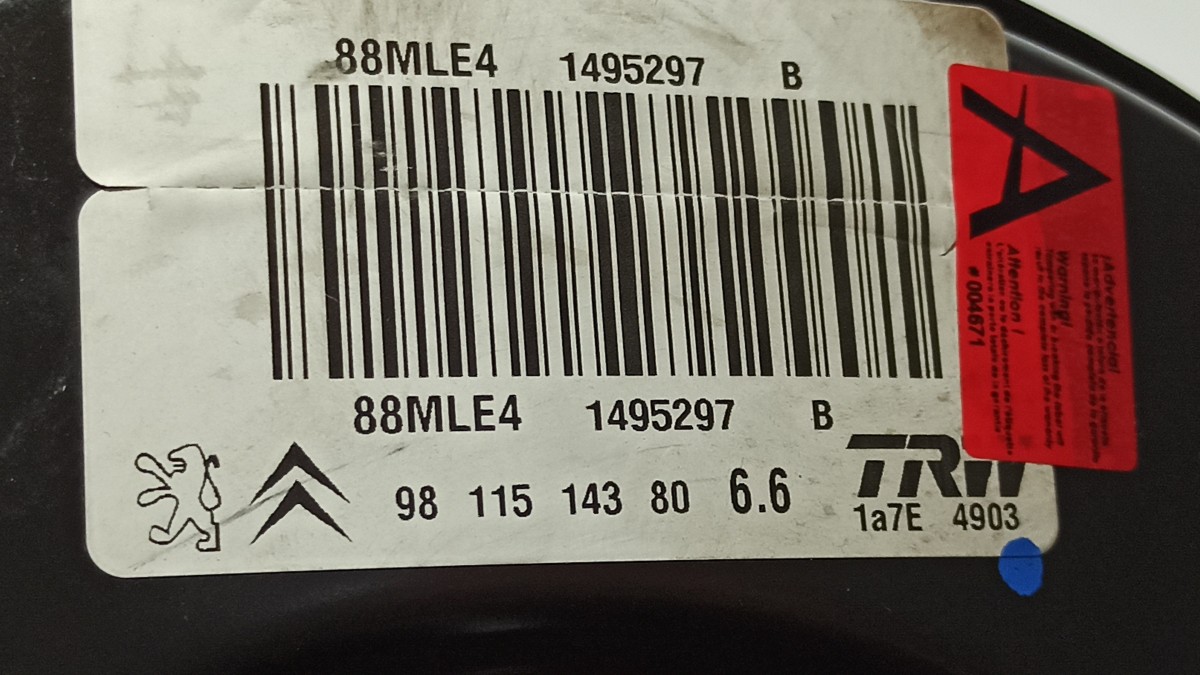 88MLE4 1495297 B
88MLE4 1495297 B
98 115 143 80 6.6
TRW
1a7E 4903
A
¡Advertencia!
Warning!
Attention !
# 004671